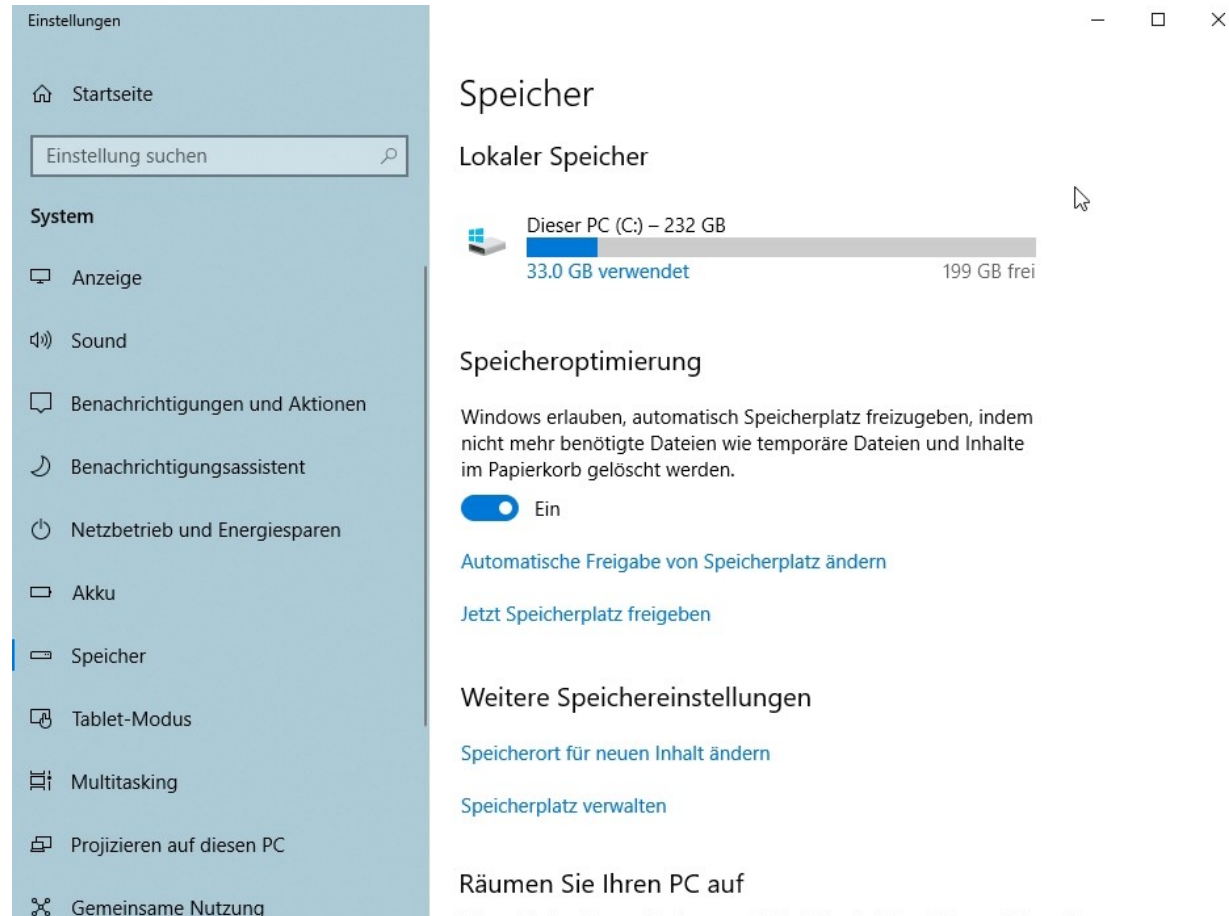 Einstellungen
Startseite
Einstellung suchen
System
Anzeige
Sound
Benachrichtigungen und Aktionen
Benachrichtigungsassistent
Netzbetrieb und Energiesparen
Akku
Speicher
Tablet-Modus
Multitasking
Projizieren auf diesen PC
Gemeinsame Nutzung
Speicher
Lokaler Speicher
Dieser PC (C:) – 232 GB
33.0 GB verwendet
199 GB frei
Speicheroptimierung
Windows erlauben, automatisch Speicherplatz freizugeben, indem
nicht mehr benötigte Dateien wie temporäre Dateien und Inhalte
im Papierkorb gelöscht werden.
Ein
Automatische Freigabe von Speicherplatz ändern
Jetzt Speicherplatz freigeben
Weitere Speichereinstellungen
Speicherort für neuen Inhalt ändern
Speicherplatz verwalten
Räumen Sie Ihren PC auf